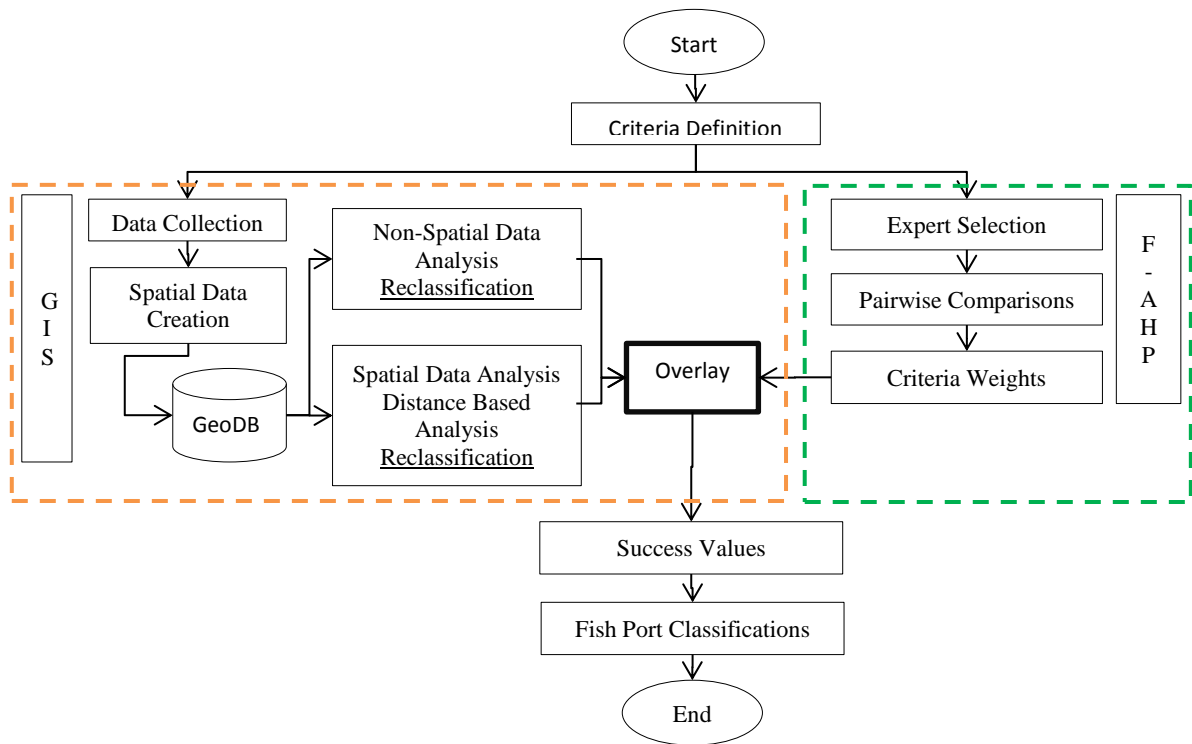 Start
Criteria Definition
G
I
S
Data Collection
Spatial Data
Creation
GeoDB
Non-Spatial Data
Analysis
Reclassification
Spatial Data Analysis
Distance Based
Analysis
Reclassification
Overlay
Expert Selection
Pairwise Comparisons
Criteria Weights
F
-
A
H
P
Success Values
Fish Port Classifications
End